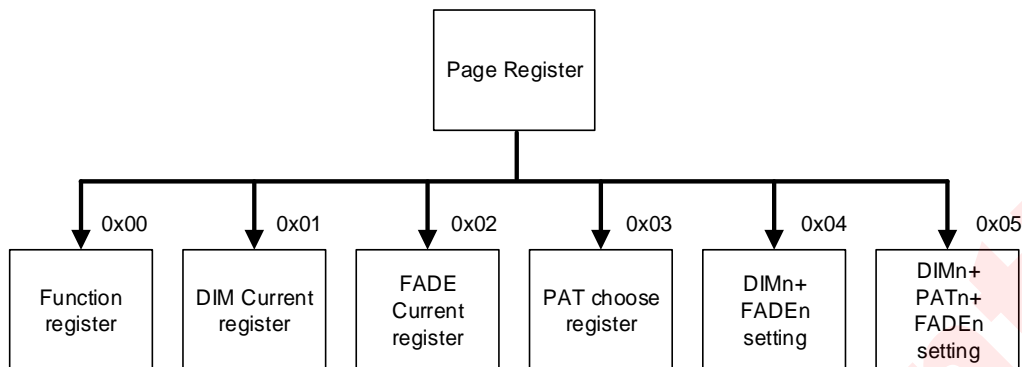 Page Register
0x00
0x01
0x02
0x03
0x04
0x05
Function
register
DIM Current
register
FADE
Current
register
PAT choose
register
DIMn+
FADEn
setting
DIMn+
PATn+
FADEn
setting